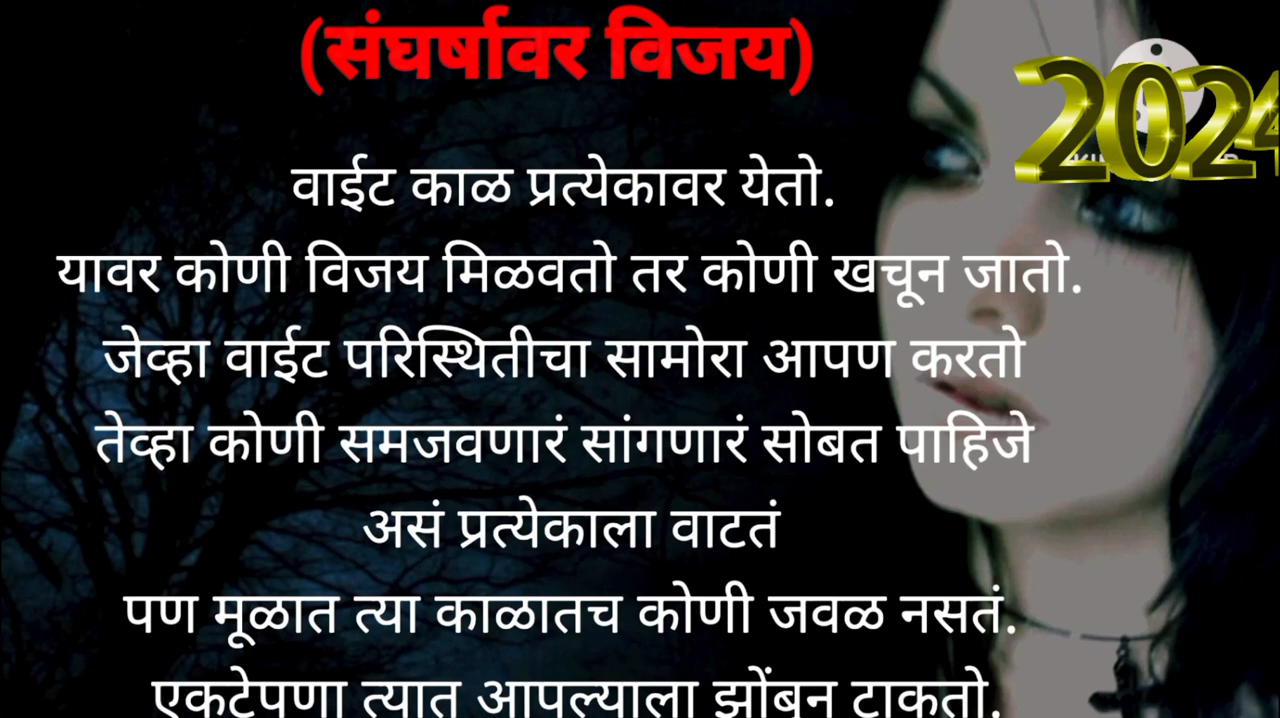 (संघर्षावर विजय)
2024
वाईट काळ प्रत्येकावर येतो.
यावर कोणी विजय मिळवतो तर कोणी खचून जातो.
जेव्हा वाईट परिस्थितीचा सामोरा आपण करतो
तेव्हा कोणी समजवणारं सांगणारं सोबत पाहिजे
असं प्रत्येकाला वाटतं
पण मूळात त्या काळातच कोणी जवळ नसतं.
एकटेपणा त्यात आपल्याला झोंबून टाकतो.